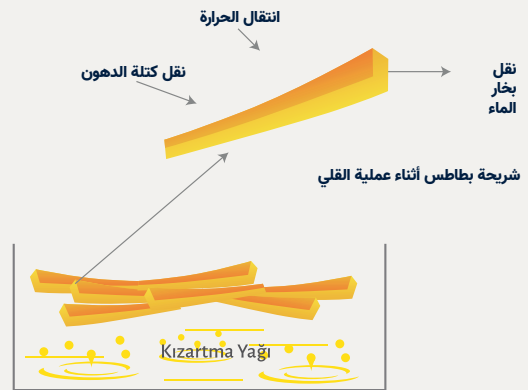 انتقال الحرارة
نقل كتلة الدهون
نقل
بخار
الماء
شريحة بطاطس أثناء عملية القلي
Kızartma Yağı